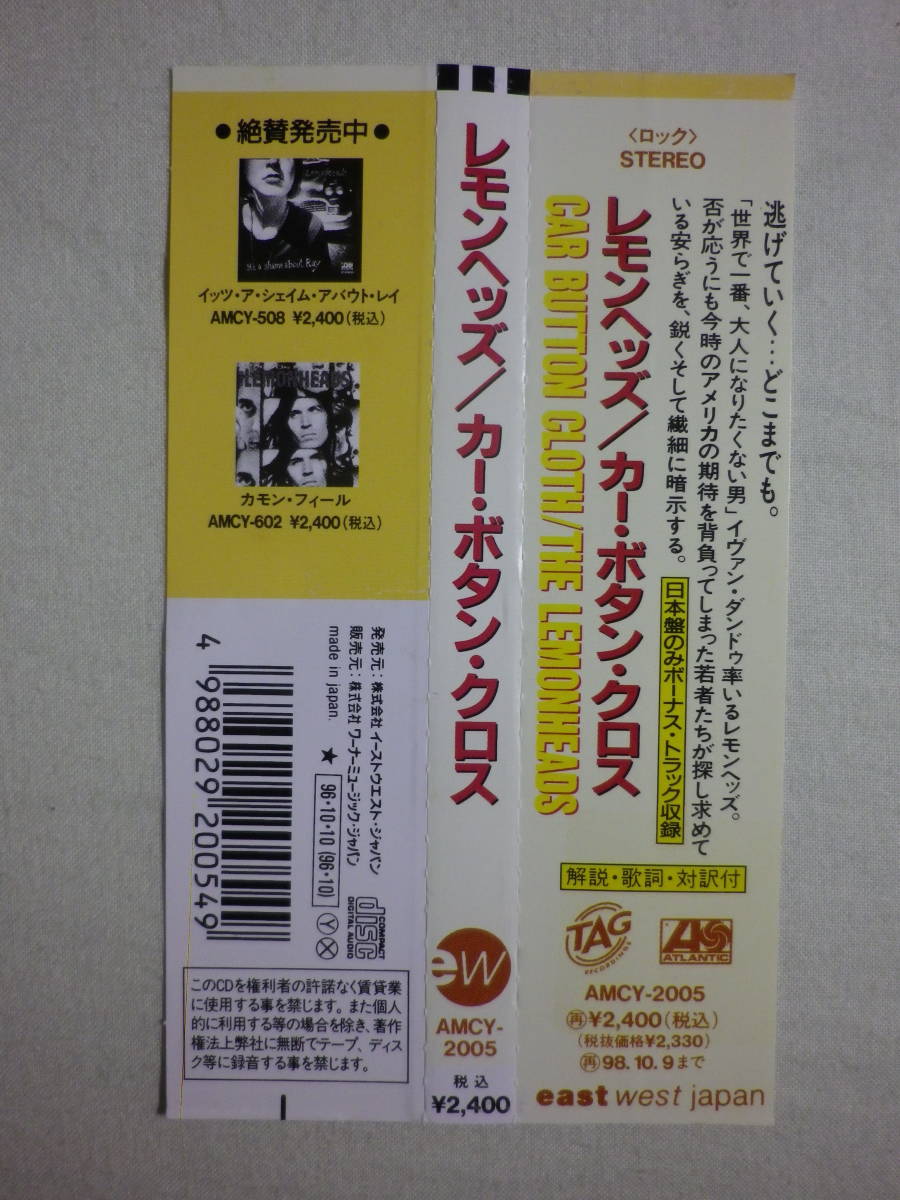 ●絶賛発売中●
LEMONHEADS
it's a shame about Ray
イッツ・ア・シェイム・アバウト・レイ
AMCY-508 ¥2,400(税込)
LEMONHEADS
カモン・フィール
AMCY-602 ¥2,400(税込)
発売元:株式会社 イーストウエスト・ジャパン
販売元:株式会社 ワーナーミュージック・ジャパン
made in japan.
★ 96・10・10 (96・10) Y X
4 988029 200549
COMPACT
disc
DIGITAL AUDIO
このCDを権利者の許諾なく賃貸業
に使用する事を禁じます。また個人
的に利用する等の場合を除き、著作
権法上弊社に無断でテープ、ディス
ク等に録音する事を禁じます。
レモンヘッズ/カー・ボタン・クロス
ew
AMCY-
2005
税込
¥2,400
〈ロック〉
STEREO
逃げていく…どこまでも。
「世界で一番、大人になりたくない男」イヴァン・ダンドゥ率いるレモンヘッズ。
否が応うにも今時のアメリカの期待を背負ってしまった若者たちが探し求めて
いる安らぎを、鋭くそして繊細に暗示する。
日本盤のみボーナス・トラック収録
レモンヘッズ/カー・ボタン・クロス
CAR BUTTON CLOTH/THE LEMONHEADS
解説・歌詞・対訳付
TAG
RECORDINGS
ATLANTIC
AMCY-2005
再¥2,400(税込)
(税抜価格¥2,330)
再98.10.9まで
east west japan